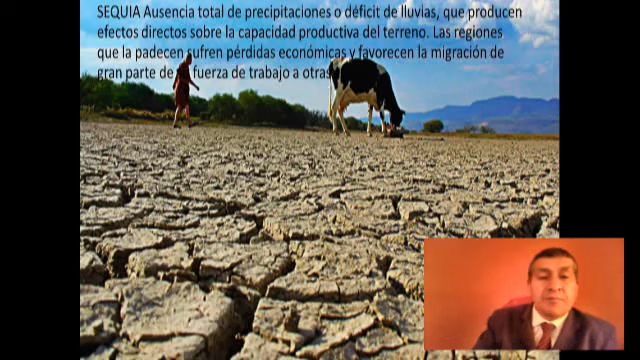 SEQUIA Ausencia total de precipitaciones o déficit de lluvias, que producen
efectos directos sobre la capacidad productiva del terreno. Las regiones
que la padecen sufren pérdidas económicas y favorecen la migración de
gran parte de fuerza de trabajo a otras